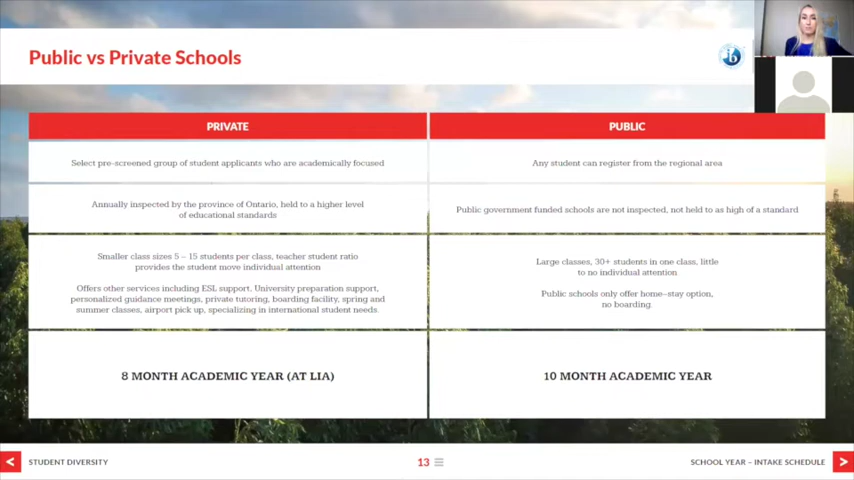 Public vs Private Schools
PRIVATE
PUBLIC
Select pre-screened group of student applicants who are academically focused
Any student can register from the regional area
Annually inspected by the province of Ontario, held to a higher level
of educational standards
Public government funded schools are not inspected, not held to as high of a standard
Smaller class sizes 5 – 15 students per class, teacher student ratio
provides the student move individual attention
Offers other services including ESL support, University preparation support,
personalized guidance meetings, private tutoring, boarding facility, spring and
summer classes, airport pick up, specializing in international student needs.
Large classes, 30+ students in one class, little
to no individual attention
Public schools only offer home-stay option,
no boarding
8 MONTH ACADEMIC YEAR (AT LIA)
10 MONTH ACADEMIC YEAR
STUDENT DIVERSITY
13
SCHOOL YEAR – INTAKE SCHEDULE